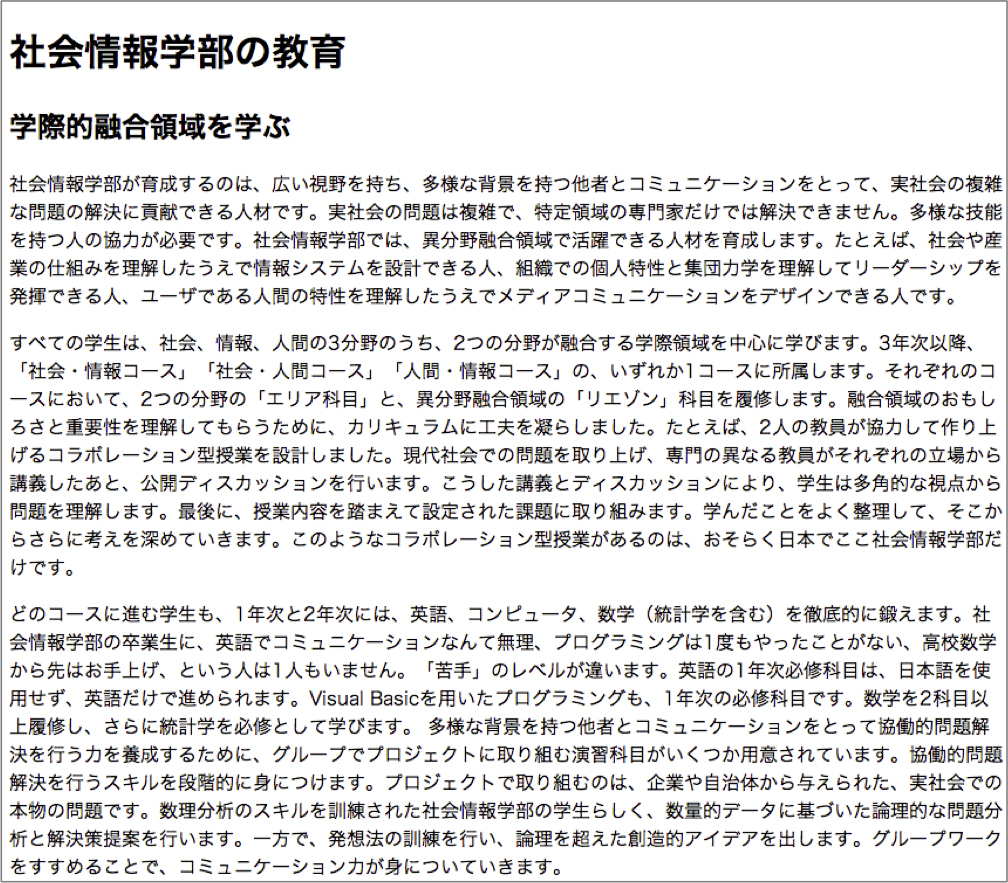 社会情報学部の教育
学際的融合領域を学ぶ
社会情報学部が育成するのは、広い視野を持ち、多様な背景を持つ他者とコミュニケーションをとって、実社会の複雑
な問題の解決に貢献できる人材です。実社会の問題は複雑で、特定領域の専門家だけでは解決できません。多様な技能
を持つ人の協力が必要です。社会情報学部では、異分野融合領域で活躍できる人材を育成します。たとえば、社会や産
業の仕組みを理解したうえで情報システムを設計できる人、組織での個人特性と集団力学を理解してリーダーシップを
発揮できる人、ユーザである人間の特性を理解したうえでメディアコミュニケーションをデザインできる人です。
すべての学生は、社会、情報、人間の3分野のうち、2つの分野が融合する学際領域を中心に学びます。3年次以降、
「社会・情報コース」「社会・人間コース」「人間・情報コース」の、いずれか1コースに所属します。それぞれのコ
ースにおいて、2つの分野の「エリア科目」と、異分野融合領域の「リエゾン」科目を履修します。融合領域のおもし
ろさと重要性を理解してもらうために、カリキュラムに工夫を凝らしました。たとえば、2人の教員が協力して作り上
げるコラボレーション型授業を設計しました。現代社会での問題を取り上げ、専門の異なる教員がそれぞれの立場から
講義したあと、公開ディスカッションを行います。こうした講義とディスカッションにより、学生は多角的な視点から
問題を理解します。最後に、授業内容を踏まえて設定された課題に取り組みます。学んだことをよく整理して、そこか
らさらに考えを深めていきます。このようなコラボレーション型授業があるのは、おそらく日本でここ社会情報学部だ
けです。
どのコースに進む学生も、1年次と2年次には、英語、コンピュータ、数学（統計学を含む）を徹底的に鍛えます。社
会情報学部の卒業生に、英語でコミュニケーションなんて無理、プログラミングは1度もやったことがない、高校数学
から先はお手上げ、という人は1人もいません。「苦手」のレベルが違います。英語の1年次必修科目は、日本語を使
用せず、英語だけで進められます。Visual Basicを用いたプログラミングも、1年次の必修科目です。数学を2科目以
上履修し、さらに統計学を必修として学びます。 多様な背景を持つ他者とコミュニケーションをとって協働的問題解
決を行う力を養成するために、グループでプロジェクトに取り組む演習科目がいくつか用意されています。協働的問題
解決を行うスキルを段階的に身につけます。プロジェクトで取り組むのは、企業や自治体から与えられた、実社会での
本物の問題です。数理分析のスキルを訓練された社会情報学部の学生らしく、数量的データに基づいた論理的な問題分
析と解決策提案を行います。一方で、発想法の訓練を行い、論理を超えた創造的アイデアを出します。グループワーク
をすすめることで、コミュニケーション力が身についていきます。